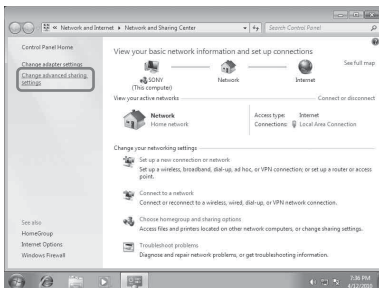 « Network and Internet ▸ Network and Sharing Center
Search Control Panel
Control Panel Home
Change adapter settings
Change advanced sharing
settings
View your basic network information and set up connections
See full map
SONY
(This computer)
Network
Internet
View your active networks
Connect or disconnect
Network
Home network
Access type: Internet
Connections: Local Area Connection
Change your networking settings
Set up a new connection or network
Set up a wireless, broadband, dial-up, ad hoc, or VPN connection; or set up a router or access
point.
Connect to a network
Connect or reconnect to a wireless, wired, dial-up, or VPN network connection.
Choose homegroup and sharing options
Access files and printers located on other network computers, or change sharing settings.
Troubleshoot problems
Diagnose and repair network problems, or get troubleshooting information.
See also
HomeGroup
Internet Options
Windows Firewall
7:36 PM
4/12/2010